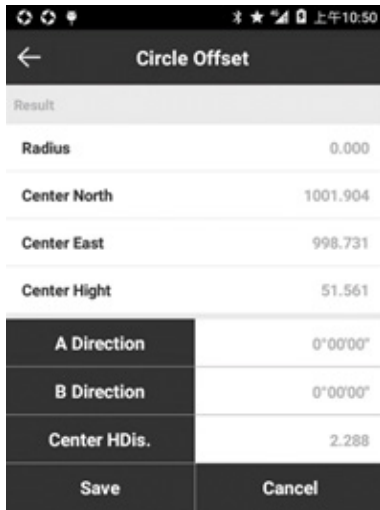 上午10:50
Circle Offset
Result
Radius 0.000
Center North 1001.904
Center East 998.731
Center Hight 51.561
A Direction 0°00'00"
B Direction 0°00'00"
Center HDis. 2.288
Save Cancel